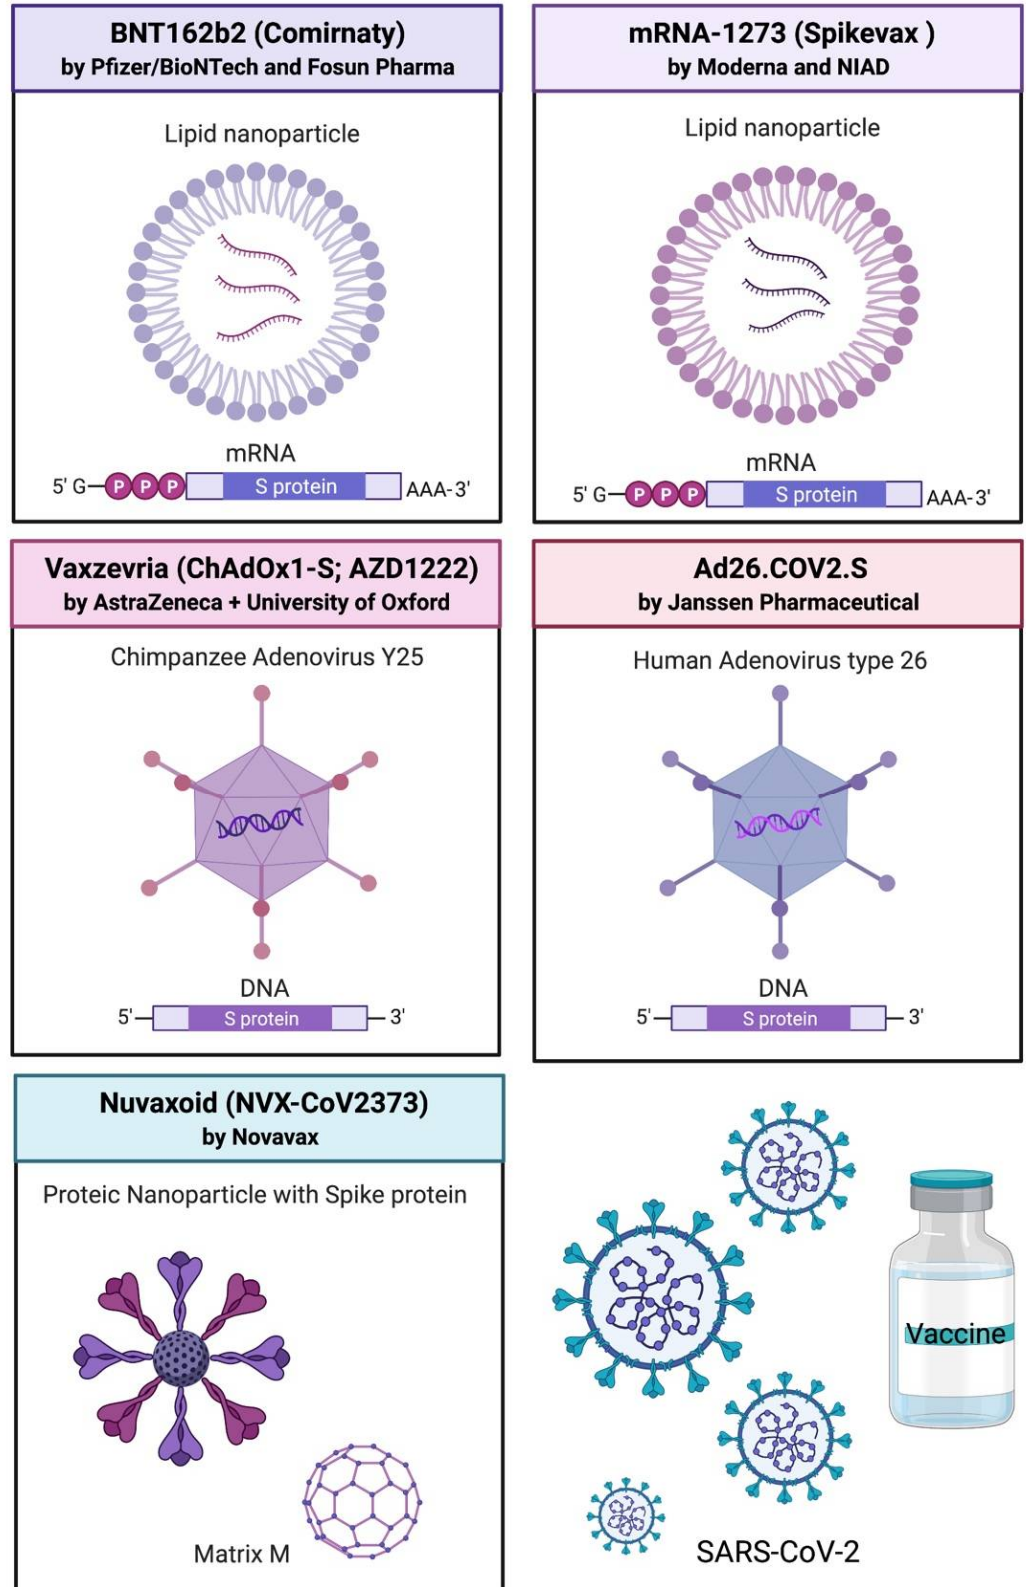 BNT162b2 (Comirnaty)
by Pfizer/BioNTech and Fosun Pharma
Lipid nanoparticle
mRNA
5' G P P P S protein AAA-3'
mRNA-1273 (Spikevax )
by Moderna and NIAD
Lipid nanoparticle
mRNA
5' G P P P S protein AAA-3'
Vaxzevria (ChAdOx1-S; AZD1222)
by AstraZeneca + University of Oxford
Chimpanzee Adenovirus Y25
DNA
5' S protein 3'
Ad26.COV2.S
by Janssen Pharmaceutical
Human Adenovirus type 26
DNA
5' S protein 3'
Nuvaxoid (NVX-CoV2373)
by Novavax
Proteic Nanoparticle with Spike protein
Matrix M
Vaccine
SARS-CoV-2